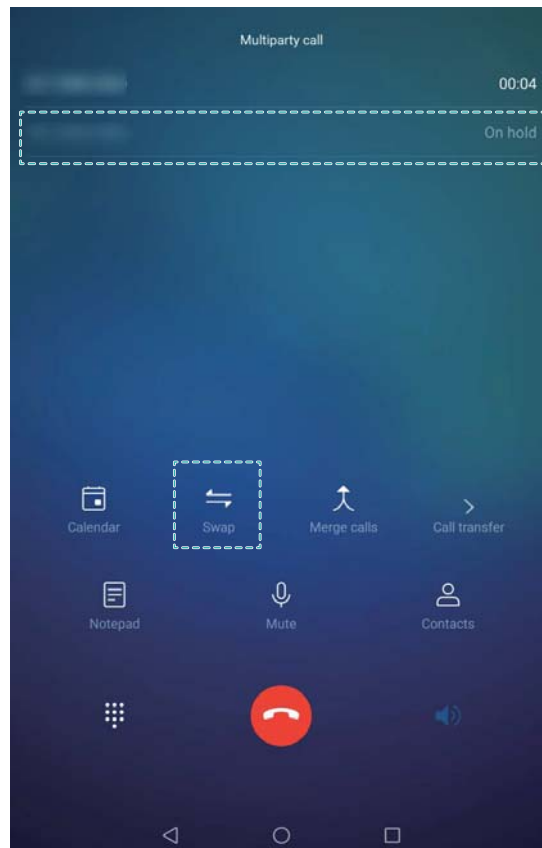 Multiparty call
00:04
On hold
Calendar
Swap
Merge calls
Call transfer
Notepad
Mute
Contacts